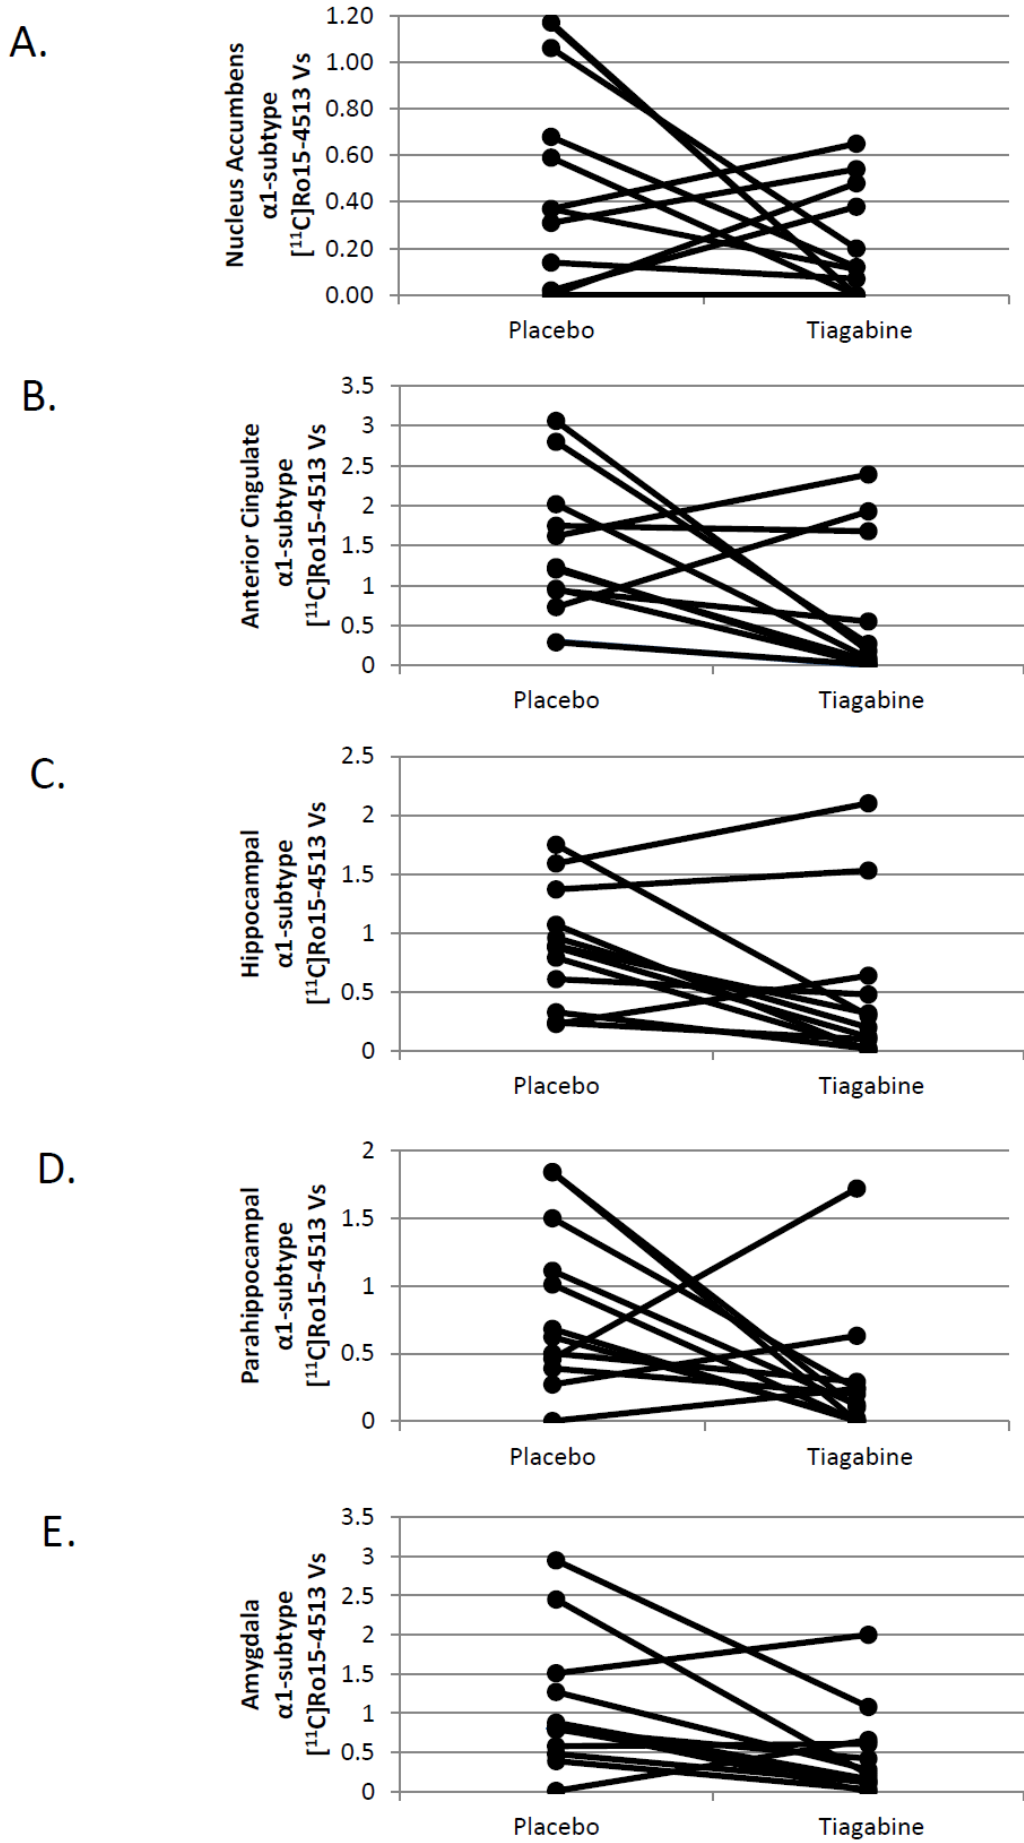 A.
Nucleus Accumbens
α1-subtype
[¹¹C]Ro15-4513 Vs
1.20
1.00
0.80
0.60
0.40
0.20
0.00
Placebo
Tiagabine
B.
Anterior Cingulate
α1-subtype
[¹¹C]Ro15-4513 Vs
3.5
3
2.5
2
1.5
1
0.5
0
Placebo
Tiagabine
C.
Hippocampal
α1-subtype
[¹¹C]Ro15-4513 Vs
2.5
2
1.5
1
0.5
0
Placebo
Tiagabine
D.
Parahippocampal
α1-subtype
[¹¹C]Ro15-4513 Vs
2
1.5
1
0.5
0
Placebo
Tiagabine
E.
Amygdala
α1-subtype
[¹¹C]Ro15-4513 Vs
3.5
3
2.5
2
1.5
1
0.5
0
Placebo
Tiagabine